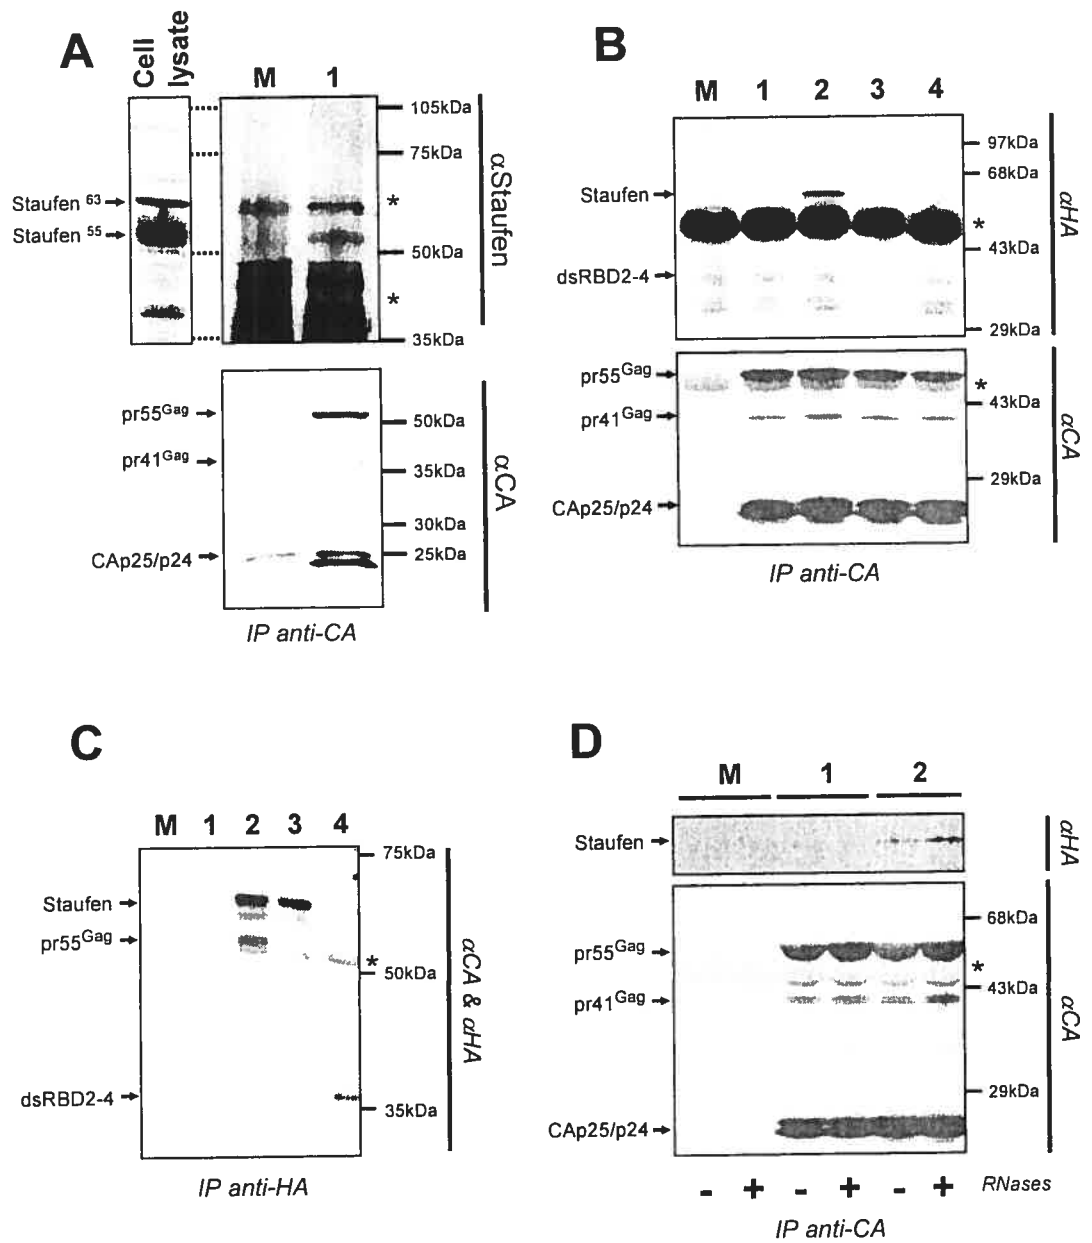 A
Cell lysate
M 1
105kDa
75kDa
Staufen 63
*
Staufen 55
50kDa
*
35kDa
αStaufen
pr55Gag
50kDa
pr41Gag
35kDa
30kDa
CAp25/p24
25kDa
αCA
IP anti-CA
B
M 1 2 3 4
97kDa
68kDa
Staufen
*
43kDa
dsRBD2-4
29kDa
αHA
pr55Gag
*
43kDa
pr41Gag
29kDa
CAp25/p24
αCA
IP anti-CA
C
M 1 2 3 4
75kDa
Staufen
pr55Gag
*
50kDa
dsRBD2-4
35kDa
αCA & αHA
IP anti-HA
D
M 1 2
Staufen
αHA
68kDa
pr55Gag
*
43kDa
pr41Gag
29kDa
CAp25/p24
αCA
- + - + - + RNases
IP anti-CA